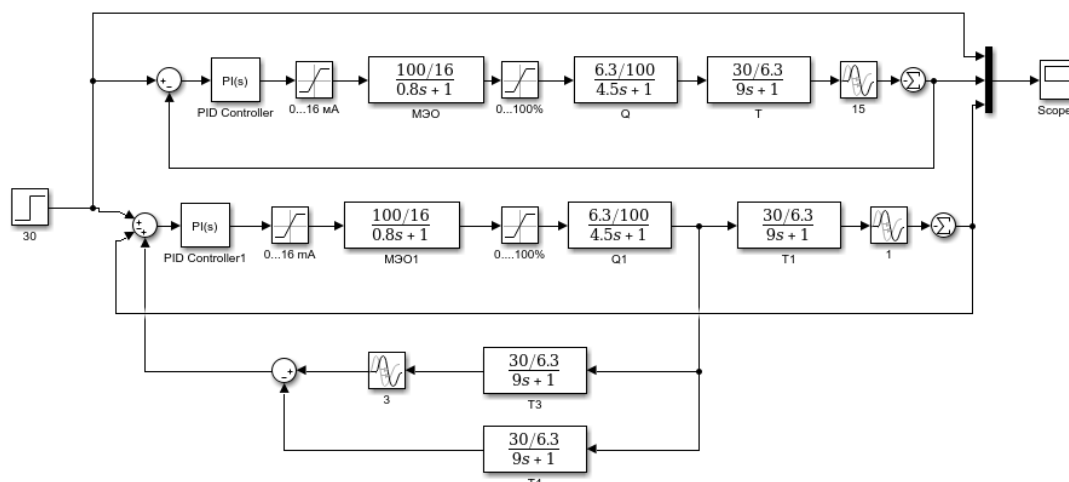 PI(s)
PID Controller
0...16 мА
100/16
0.8s + 1
МЭО
0...100%
6.3/100
4.5s + 1
Q
30/6.3
9s + 1
T
15
Scope
30
PI(s)
PID Controller1
0...16 mA
100/16
0.8s + 1
МЭО1
0....100%
6.3/100
4.5s + 1
Q1
30/6.3
9s + 1
T1
1
3
30/6.3
9s + 1
T3
30/6.3
9s + 1